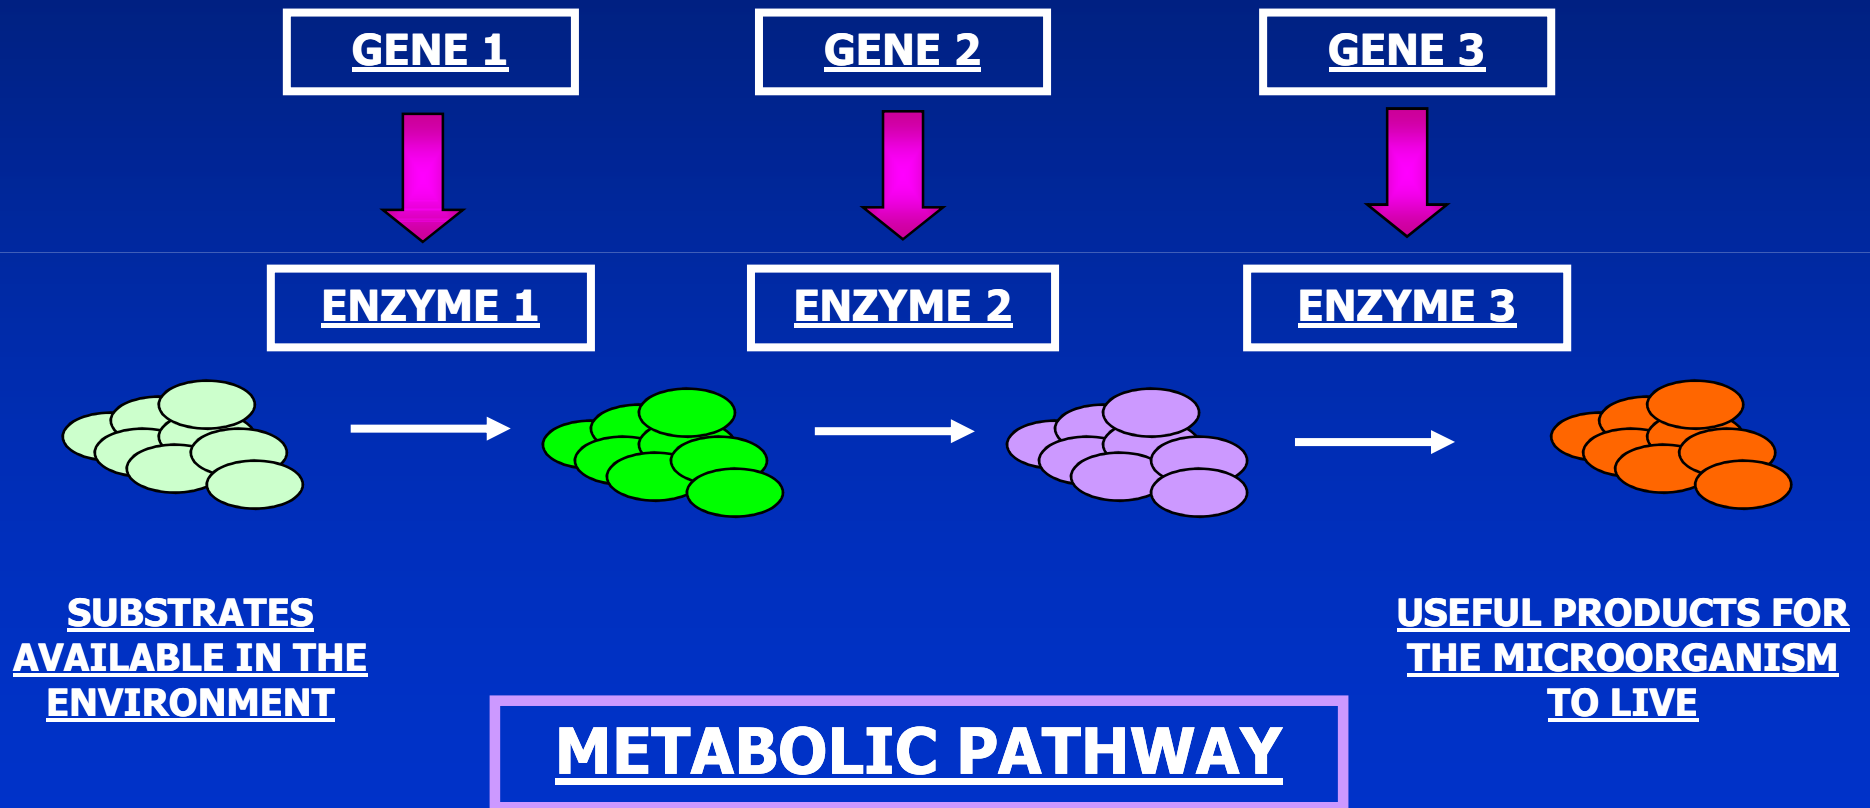 GENE 1
GENE 2
GENE 3
ENZYME 1
ENZYME 2
ENZYME 3
SUBSTRATES
AVAILABLE IN THE
ENVIRONMENT
USEFUL PRODUCTS FOR
THE MICROORGANISM
TO LIVE
METABOLIC PATHWAY